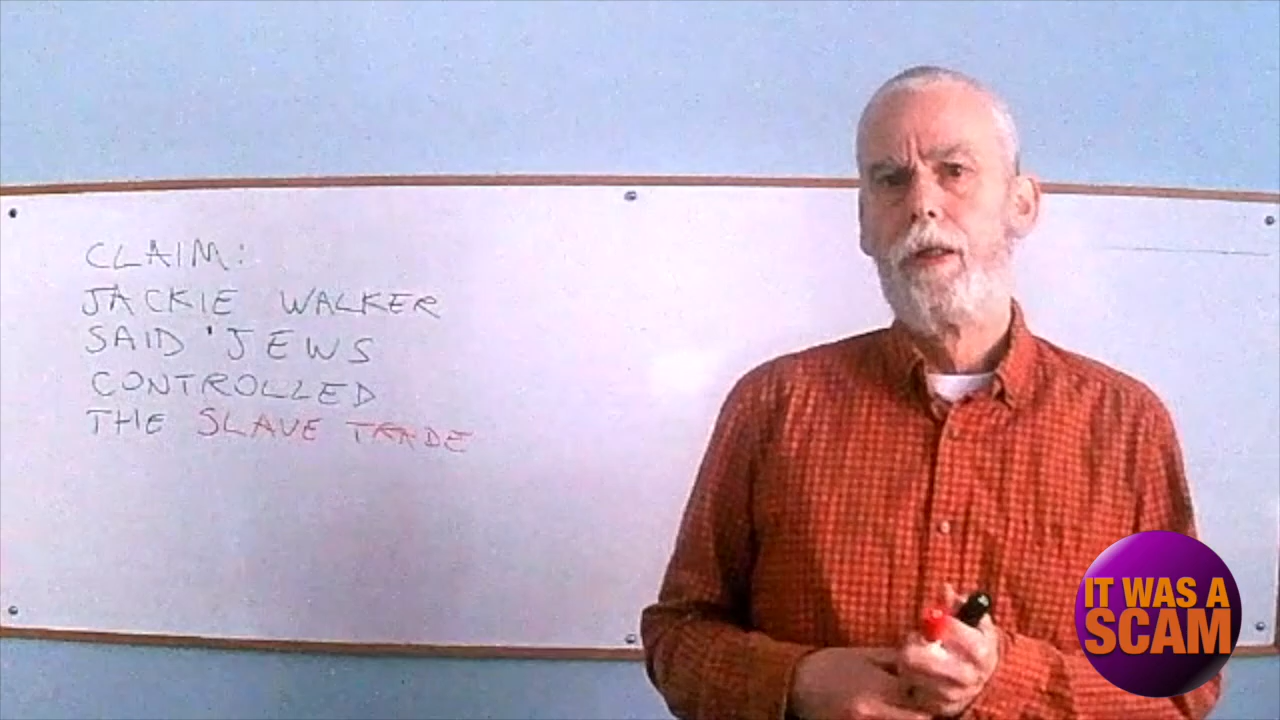 CLAIM:
JACKIE WALKER
SAID 'JEWS
CONTROLLED
THE SLAVE TRADE
IT WAS A
SCAM